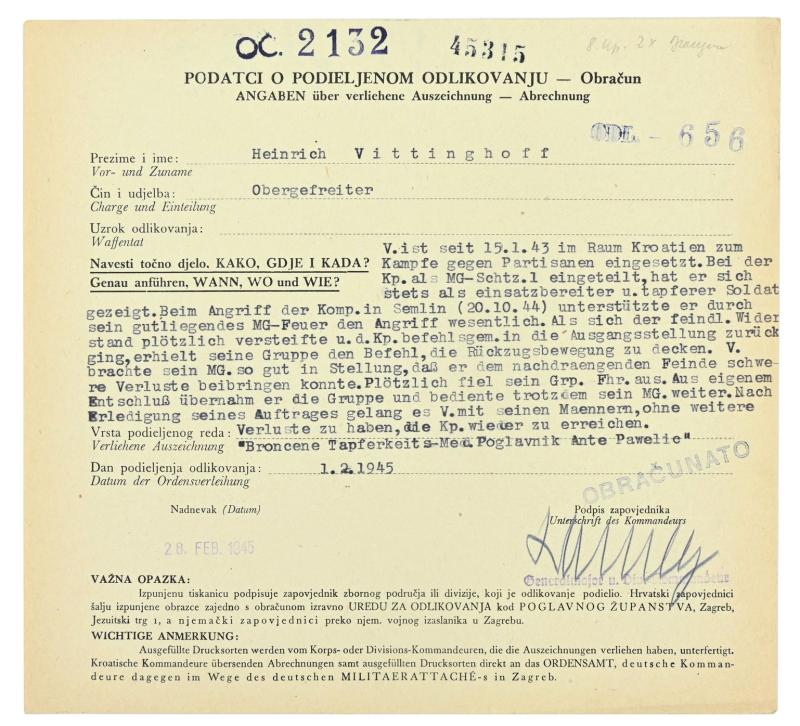 OČ. 2132 45315
8. 2x
PODATCI O PODIELJENOM ODLIKOVANJU — Obračun
ANGABEN über verliehene Auszeichnung — Abrechnung
ODL. - 656
Prezime i ime: Heinrich Vittinghoff
Vor- und Zuname
Čin i udjelba: Obergefreiter
Charge und Einteilung
Uzrok odlikovanja:
Waffentat
V.ist seit 15.1.43 im Raum Kroatien zum
Navesti točno djelo. KAKO, GDJE I KADA? Kampfe gegen Partisanen eingesetzt.Bei der
Genau anführen, WANN, WO und WIE? Kp.als MG-Schtz.1 eingeteilt,hat er sich
stets als einsatzbereiter u.tapferer Soldat
gezeigt.Beim Angriff der Komp.in Semlin (20.10.44) unterstützte er durch
sein gutliegendes MG-Feuer den Angriff wesentlich.Als sich der feindl.Wider
stand plötzlich versteifte u.d.Kp.befehlsgem.in die Ausgangsstellung zurück
ging,erhielt seine Gruppe den Befehl,die Rückzugsbewegung zu decken. V.
brachte sein MG.so gut in Stellung,daß er dem nachdraengenden Feinde schwe-
re Verluste beibringen konnte.Plötzlich fiel sein Grp. Fhr.aus.Aus eigenem
Entschluß übernahm er die Gruppe und bediente trotzdem sein MG.weiter.Nach
Erledigung seines Auftrages gelang es V.mit seinen Maennern,ohne weitere
Vrsta podieljenog reda: Verluste zu haben,die Kp.wieder zu erreichen.
Verliehene Auszeichnung "Broncene Tapferkeits-Med.Poglavnik Ante Pawelic"
Dan podieljenja odlikovanja: 1.2.1945
Datum der Ordensverleihung
OBRAČUNATO
Nadnevak (Datum) Podpis zapovjednika
Unterschrift des Kommandeurs
28. FEB. 1945
Generalmajor u. Div. Kommandeur
VAŽNA OPAZKA:
Izpunjenu tiskanicu podpisuje zapovjednik zbornog područja ili divizije, koji je odlikovanje podielio. Hrvatski zapovjednici
šalju izpunjene obrazce zajedno s obračunom izravno UREDU ZA ODLIKOVANJA kod POGLAVNOG ŽUPANSTVA, Zagreb,
Jezuitski trg 1, a njemački zapovjednici preko njem. vojnog izaslanika u Zagrebu.
WICHTIGE ANMERKUNG:
Ausgefüllte Drucksorten werden vom Korps- oder Divisions-Kommandeuren, die die Auszeichnungen verliehen haben, unterfertigt.
Kroatische Kommandeure übersenden Abrechnungen samt ausgefüllten Drucksorten direkt an das ORDENSAMT, deutsche Komman-
deure dagegen im Wege des deutschen MILITAERATTACHÉ-s in Zagreb.